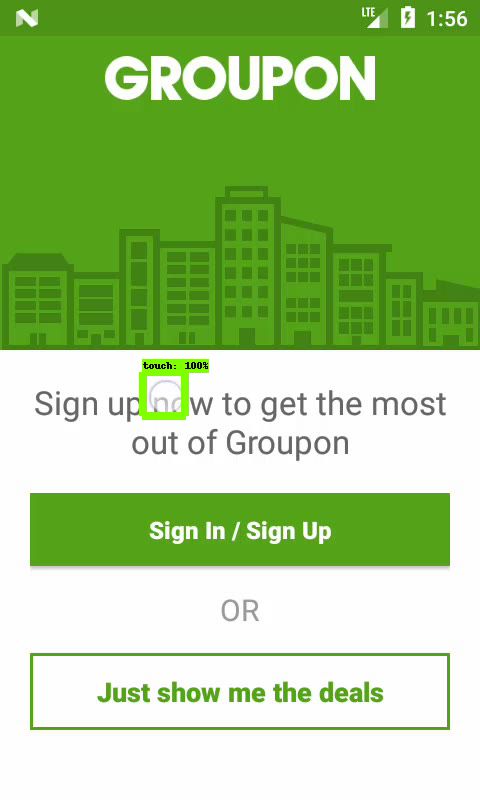 LTE 1:56
GROUPON
touch: 100%
Sign up now to get the most
out of Groupon
Sign In / Sign Up
OR
Just show me the deals